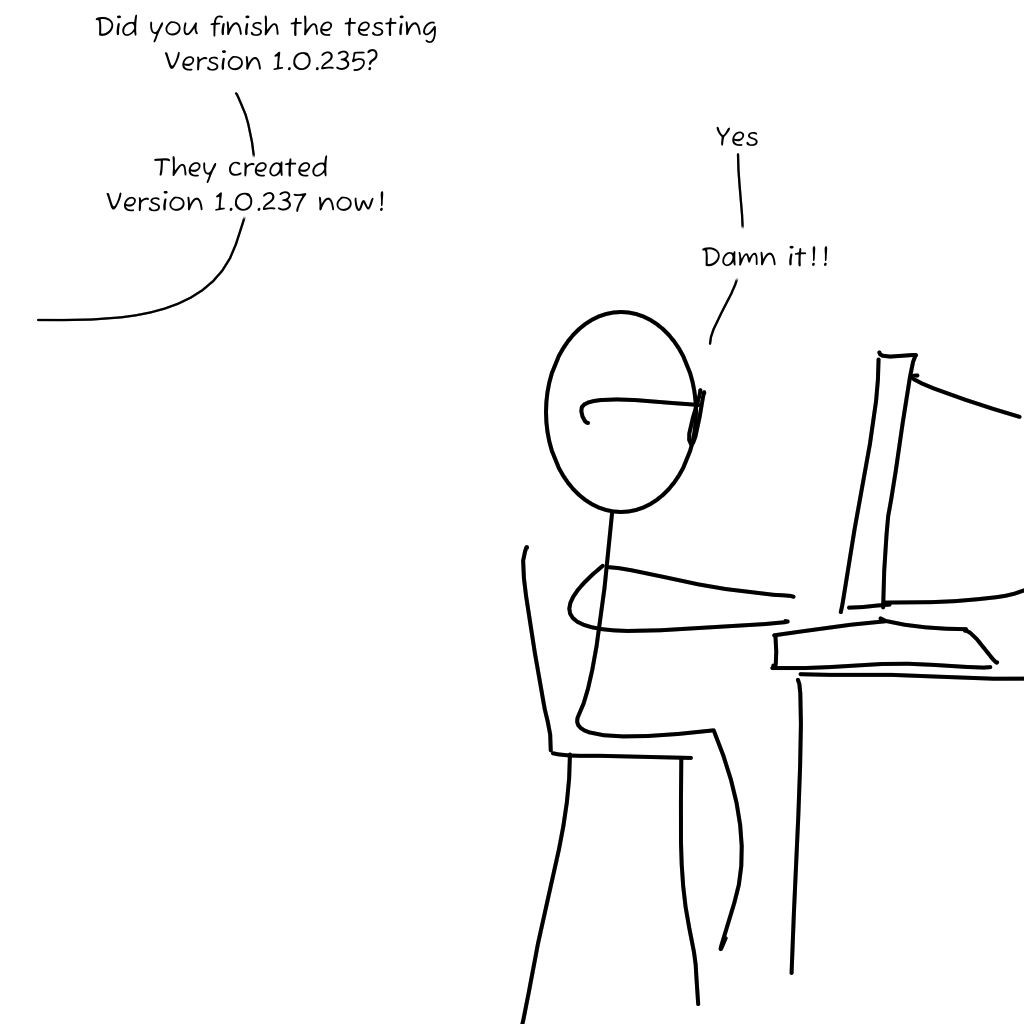 Did you finish the testing
Version 1.0.235?
Yes
They created
Version 1.0.237 now!
Damn it!!